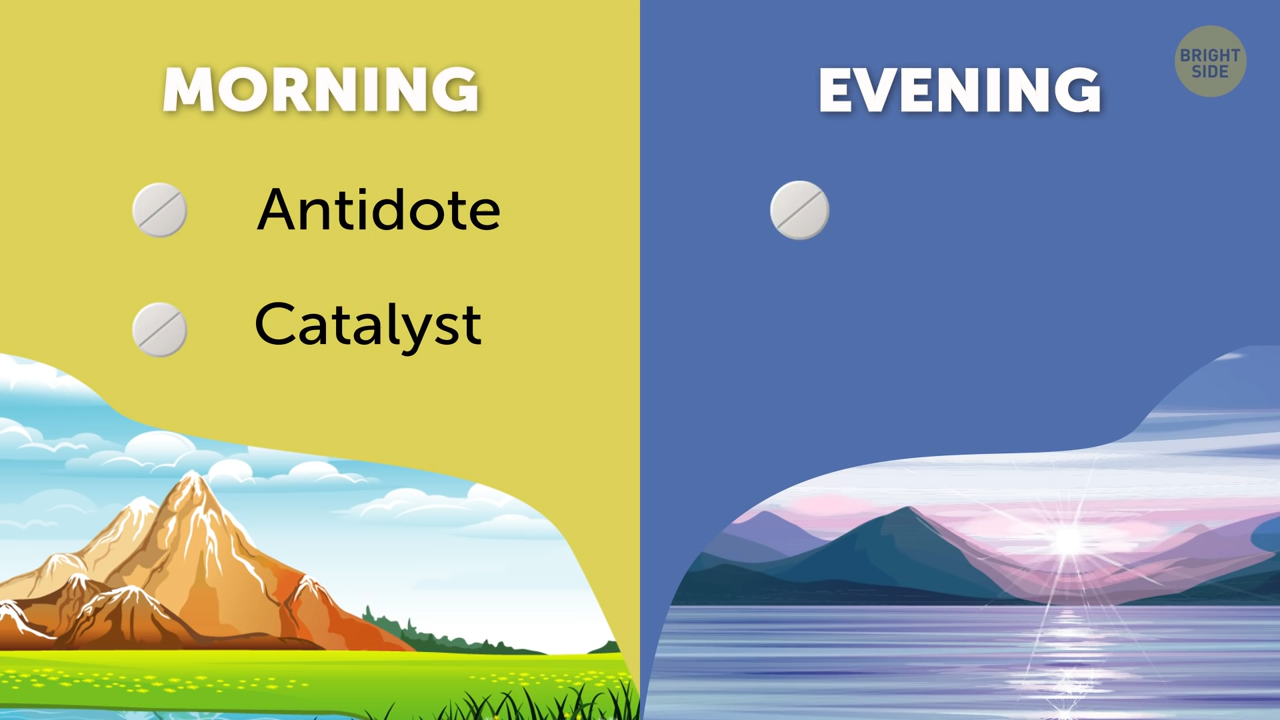 MORNING
Antidote
Catalyst
EVENING
BRIGHT
SIDE